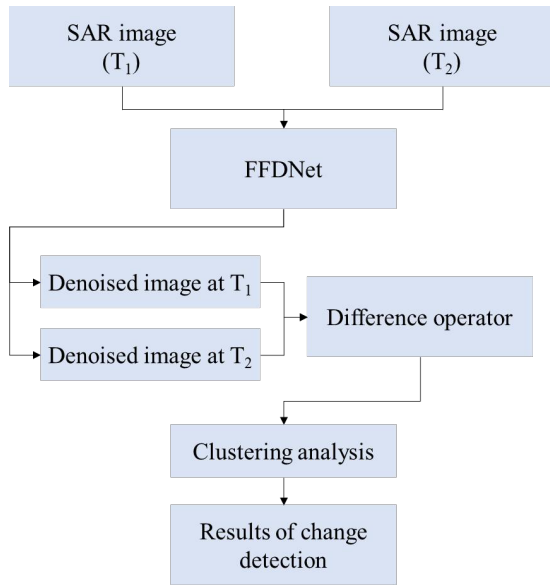 SAR image
(T₁)
SAR image
(T₂)
FFDNet
Denoised image at T₁
Denoised image at T₂
Difference operator
Clustering analysis
Results of change
detection